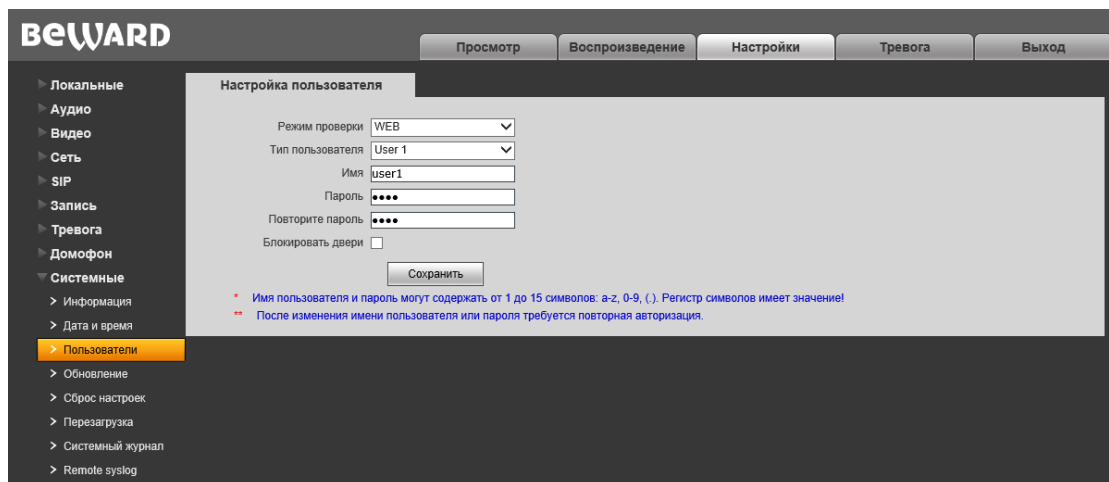 BEWARD
Просмотр
Воспроизведение
Настройки
Тревога
Выход
Локальные
Аудио
Видео
Сеть
SIP
Запись
Тревога
Домофон
Системные
Информация
Дата и время
Пользователи
Обновление
Сброс настроек
Перезагрузка
Системный журнал
Remote syslog
Настройка пользователя
Режим проверки WEB
Тип пользователя User 1
Имя user1
Пароль ••••
Повторите пароль ••••
Блокировать двери
Сохранить
* Имя пользователя и пароль могут содержать от 1 до 15 символов: a-z, 0-9, (.). Регистр символов имеет значение!
** После изменения имени пользователя или пароля требуется повторная авторизация.